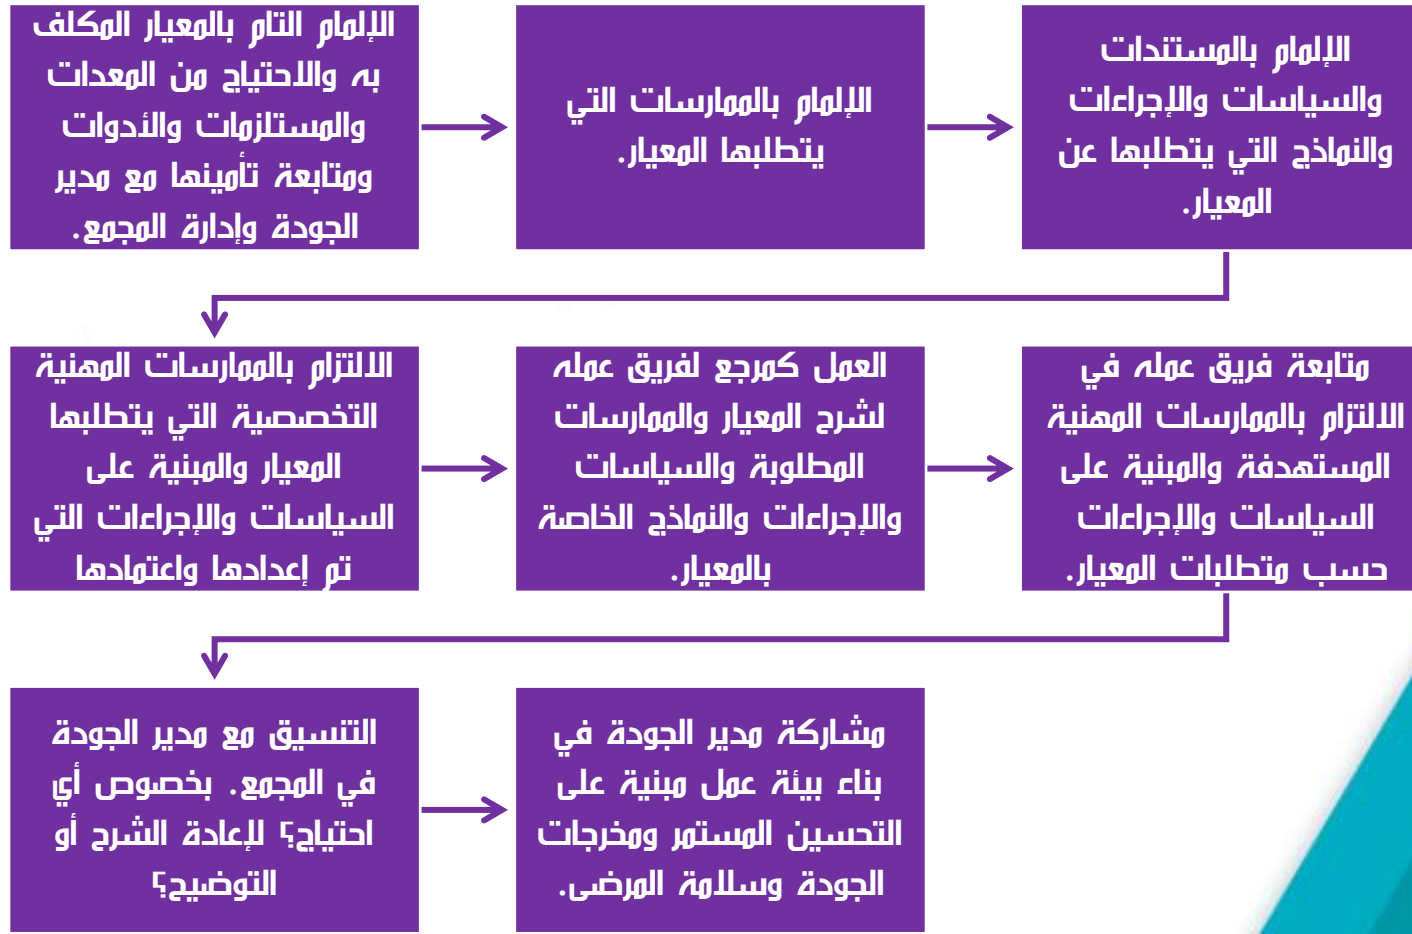 الإلمام التام بالمعيار المكلف
به والاحتياج من المعدات
والمستلزمات والأدوات
ومتابعة تأمينها مع مدير
الجودة وإدارة المجمع.
الإلمام بالممارسات التي
يتطلبها المعيار.
الإلمام بالمستندات
والسياسات والإجراءات
والنماذج التي يتطلبها عن
المعيار.
الالتزام بالممارسات المهنية
التخصصية التي يتطلبها
المعيار والمبنية على
السياسات والإجراءات التي
تم إعدادها واعتمادها
العمل كمرجع لفريق عمله
لشرح المعيار والممارسات
المطلوبة والسياسات
والإجراءات والنماذج الخاصة
بالمعيار.
متابعة فريق عمله في
الالتزام بالممارسات المهنية
المستهدفة والمبنية على
السياسات والإجراءات
حسب متطلبات المعيار.
التنسيق مع مدير الجودة
في المجمع. بخصوص أي
احتياج؟ لإعادة الشرح أو
التوضيح؟
مشاركة مدير الجودة في
بناء بيئة عمل مبنية على
التحسين المستمر ومخرجات
الجودة وسلامة المرضى.